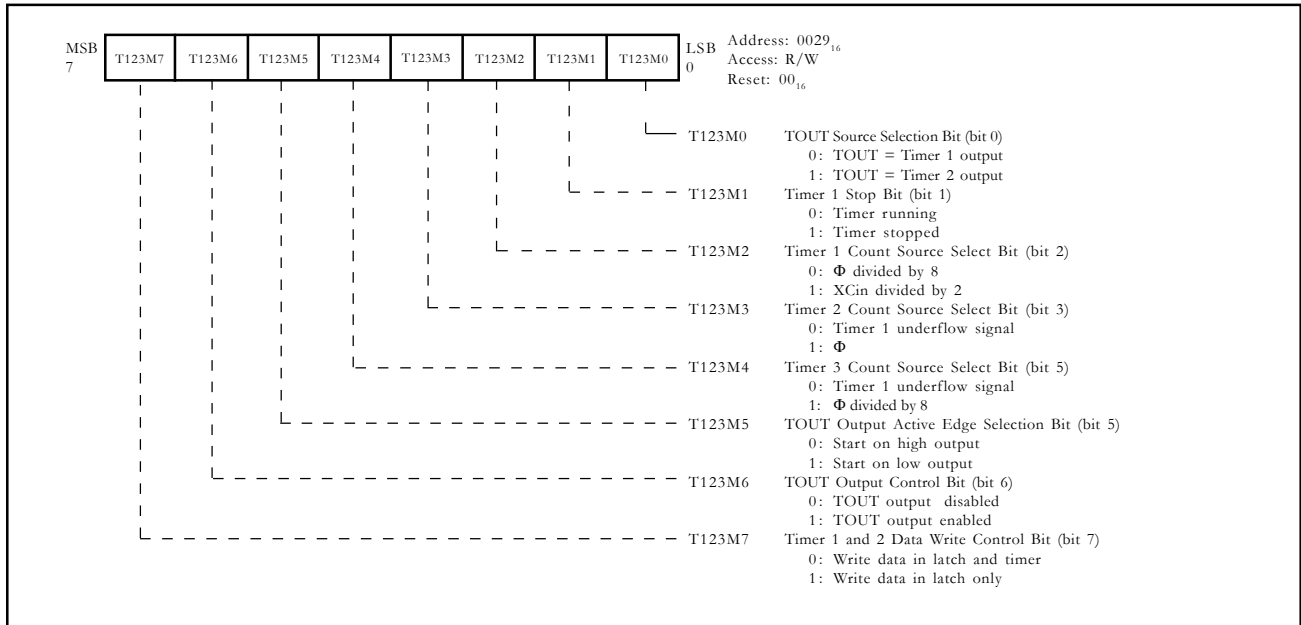 MSB 7 T123M7 T123M6 T123M5 T123M4 T123M3 T123M2 T123M1 T123M0 LSB 0
Address: 0029₁₆
Access: R/W
Reset: 00₁₆
T123M0 TOUT Source Selection Bit (bit 0)
0: TOUT = Timer 1 output
1: TOUT = Timer 2 output
T123M1 Timer 1 Stop Bit (bit 1)
0: Timer running
1: Timer stopped
T123M2 Timer 1 Count Source Select Bit (bit 2)
0: Φ divided by 8
1: XCin divided by 2
T123M3 Timer 2 Count Source Select Bit (bit 3)
0: Timer 1 underflow signal
1: Φ
T123M4 Timer 3 Count Source Select Bit (bit 5)
0: Timer 1 underflow signal
1: Φ divided by 8
T123M5 TOUT Output Active Edge Selection Bit (bit 5)
0: Start on high output
1: Start on low output
T123M6 TOUT Output Control Bit (bit 6)
0: TOUT output disabled
1: TOUT output enabled
T123M7 Timer 1 and 2 Data Write Control Bit (bit 7)
0: Write data in latch and timer
1: Write data in latch only